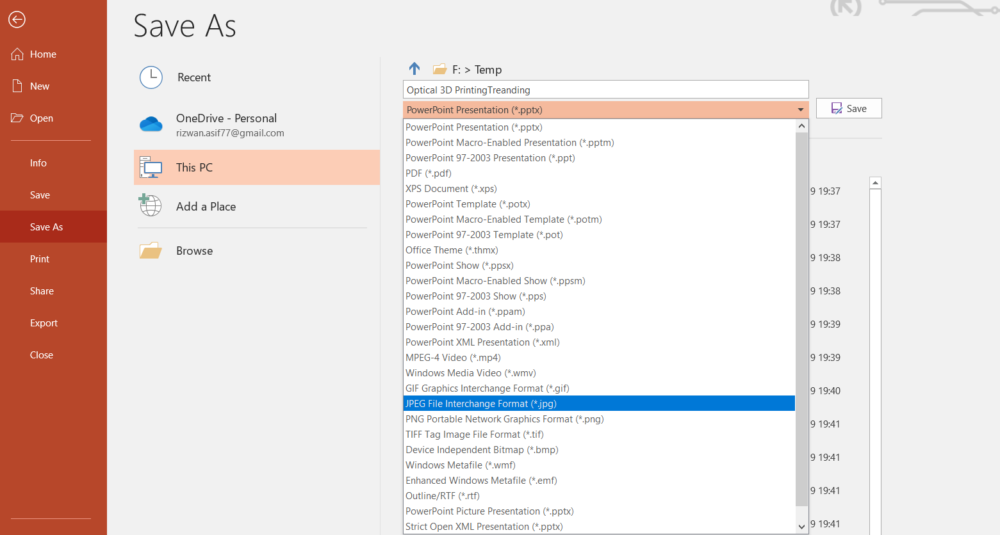 Save As
Home
New
Open
Info
Save
Save As
Print
Share
Export
Close
Recent
OneDrive - Personal
rizwan.asif77@gmail.com
This PC
Add a Place
Browse
F: > Temp
Optical 3D PrintingTreanding
PowerPoint Presentation (*.pptx)
Save
PowerPoint Presentation (*.pptx)
PowerPoint Macro-Enabled Presentation (*.pptm)
PowerPoint 97-2003 Presentation (*.ppt)
PDF (*.pdf)
XPS Document (*.xps)
PowerPoint Template (*.potx)
PowerPoint Macro-Enabled Template (*.potm)
PowerPoint 97-2003 Template (*.pot)
Office Theme (*.thmx)
PowerPoint Show (*.ppsx)
PowerPoint Macro-Enabled Show (*.ppsm)
PowerPoint 97-2003 Show (*.pps)
PowerPoint Add-in (*.ppam)
PowerPoint 97-2003 Add-in (*.ppa)
PowerPoint XML Presentation (*.xml)
MPEG-4 Video (*.mp4)
Windows Media Video (*.wmv)
GIF Graphics Interchange Format (*.gif)
JPEG File Interchange Format (*.jpg)
PNG Portable Network Graphics Format (*.png)
TIFF Tag Image File Format (*.tif)
Device Independent Bitmap (*.bmp)
Windows Metafile (*.wmf)
Enhanced Windows Metafile (*.emf)
Outline/RTF (*.rtf)
PowerPoint Picture Presentation (*.pptx)
Strict Open XML Presentation (*.pptx)
9 19:37
9 19:37
9 19:38
9 19:38
9 19:39
9 19:39
9 19:40
9 19:41
9 19:41
9 19:41
9 19:41